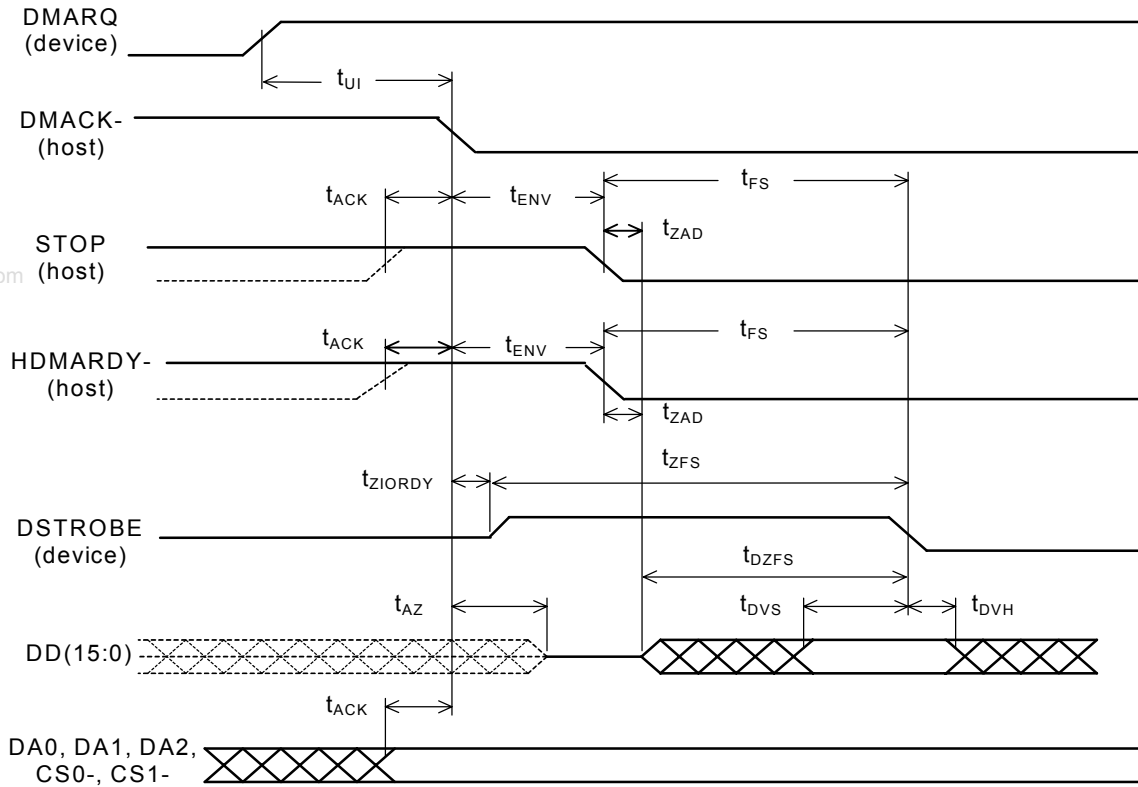 DMARQ
(device)
tUI
DMACK-
(host)
tACK
tENV
tFS
tZAD
STOP
(host)
om
tACK
tENV
tFS
HDMARDY-
(host)
tZAD
tZFS
tZIORDY
DSTROBE
(device)
tDZFS
tAZ
tDVS
tDVH
DD(15:0)
tACK
DA0, DA1, DA2,
CS0-, CS1-